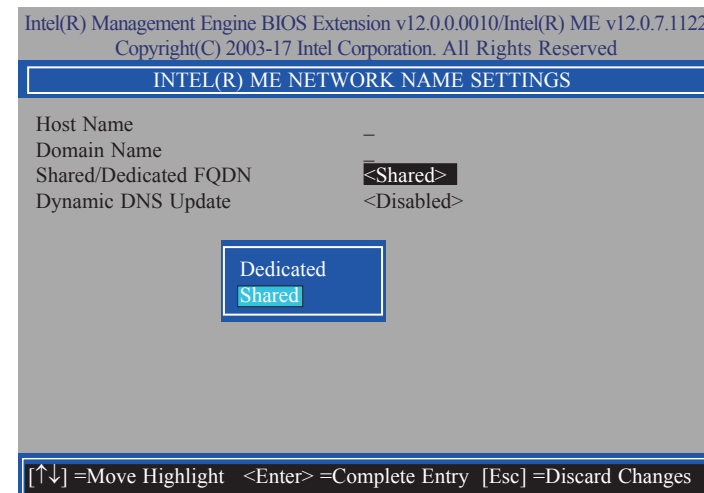 Intel(R) Management Engine BIOS Extension v12.0.0.0010/Intel(R) ME v12.0.7.1122
Copyright(C) 2003-17 Intel Corporation. All Rights Reserved
INTEL(R) ME NETWORK NAME SETTINGS
Host Name _
Domain Name _
Shared/Dedicated FQDN <Shared>
Dynamic DNS Update <Disabled>
Dedicated
Shared
[↑↓] =Move Highlight <Enter> =Complete Entry [Esc] =Discard Changes